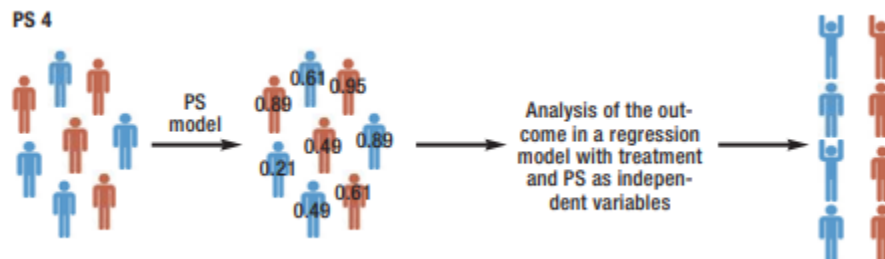 PS 4
PS
model
0.61
0.95
0.89
0.49
0.89
0.21
0.61
0.49
Analysis of the out-
come in a regression
model with treatment
and PS as indepen-
dent variables